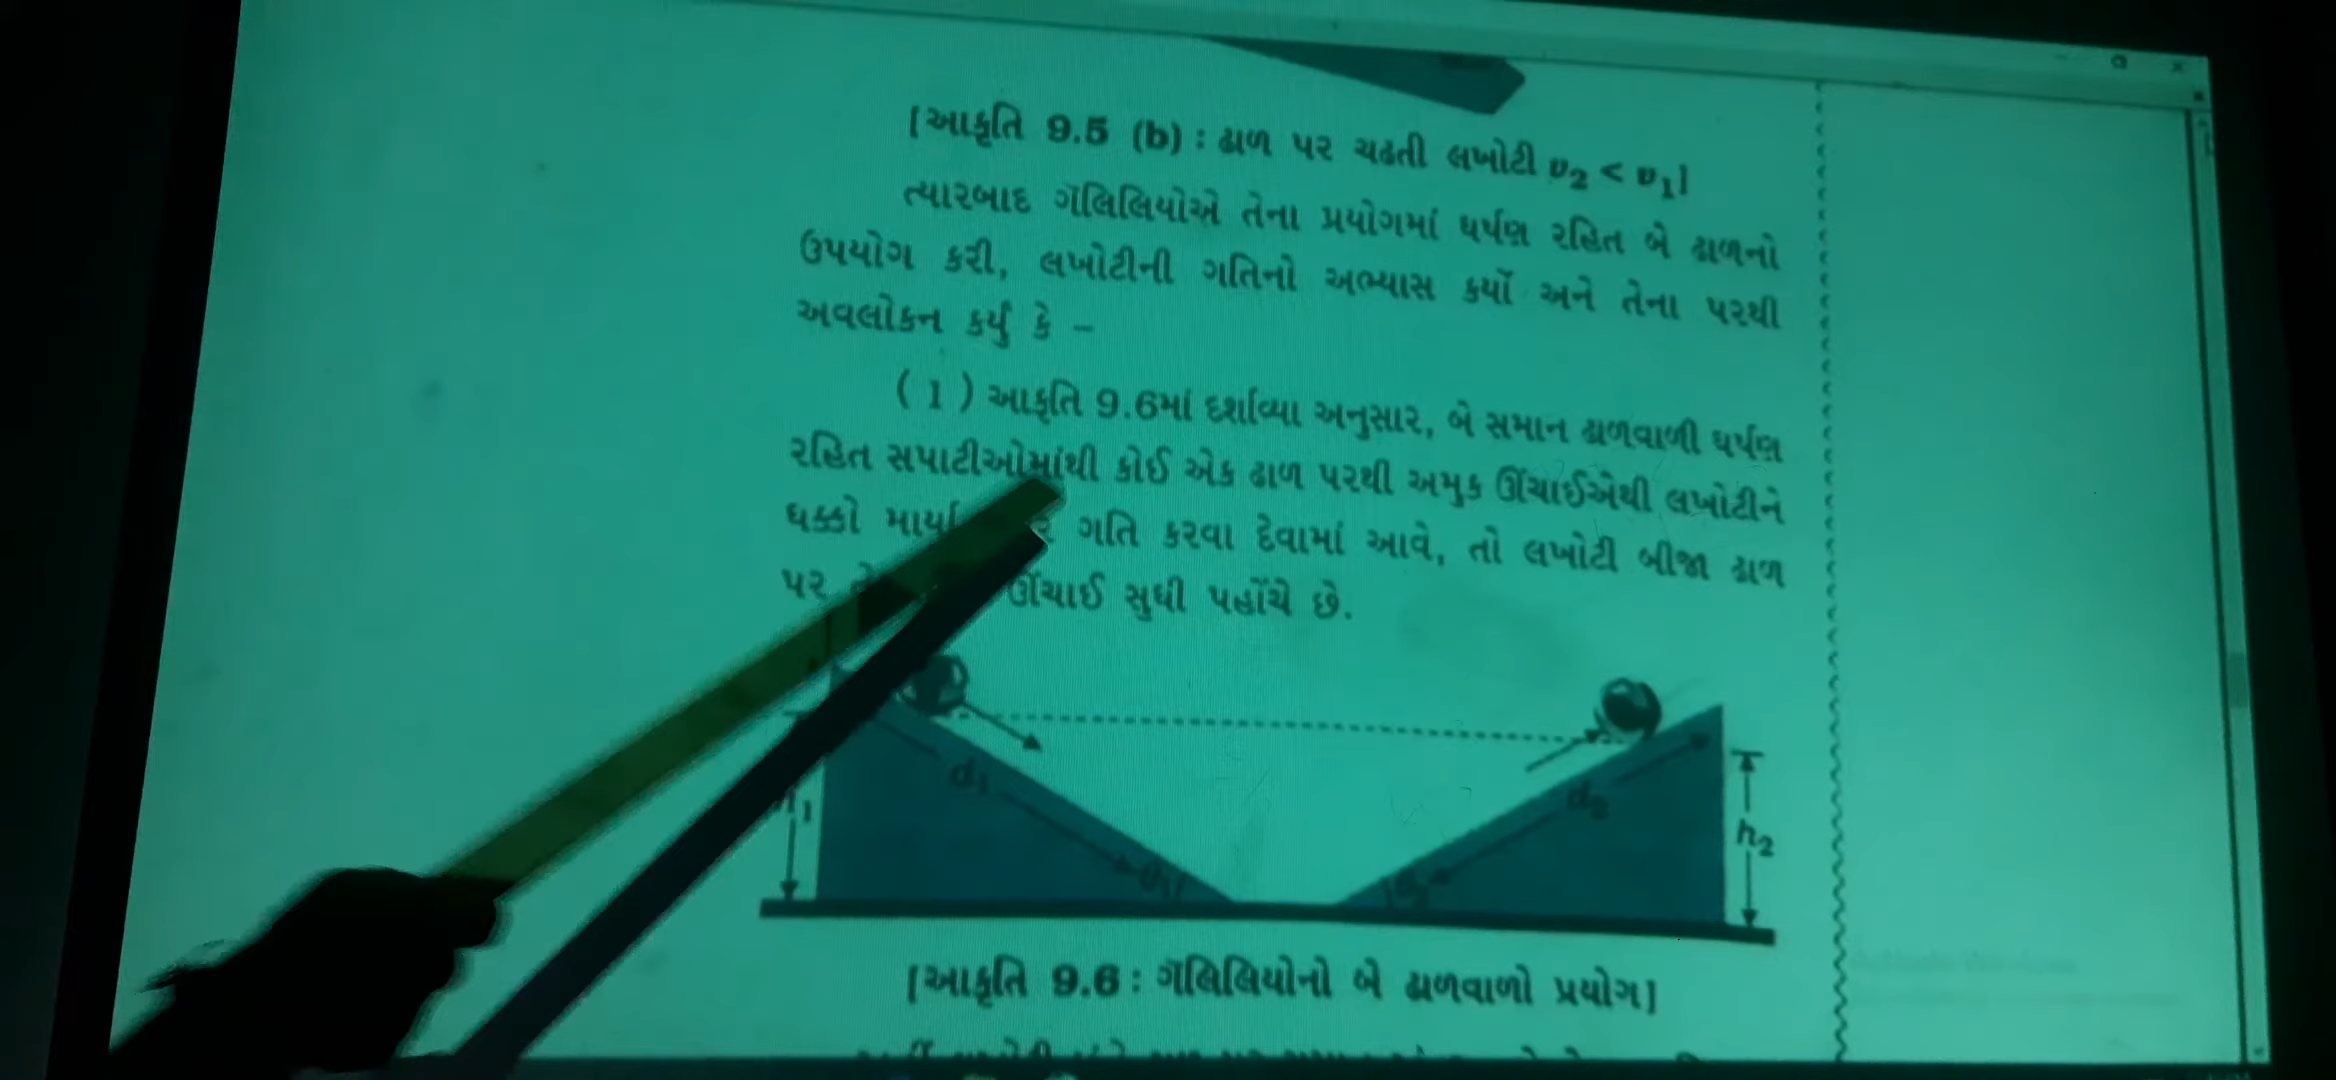 [આકૃતિ 9.5 (b) : ઢાળ પર ચઢતી લખોટી v₂ < v₁]
ત્યારબાદ ગૅલિલિયોએ તેના પ્રયોગમાં ઘર્ષણ રહિત બે ઢાળનો
ઉપયોગ કરી, લખોટીની ગતિનો અભ્યાસ કર્યો અને તેના પરથી
અવલોકન કર્યું કે –
(1) આકૃતિ 9.6માં દર્શાવ્યા અનુસાર, બે સમાન ઢાળવાળી ઘર્ષણ
રહિત સપાટીઓમાંથી કોઈ એક ઢાળ પરથી અમુક ઊંચાઈએથી લખોટીને
ધક્કો માર્યા ગતિ કરવા દેવામાં આવે, તો લખોટી બીજા ઢાળ
પર ઊંચાઈ સુધી પહોંચે છે.
d₁
d₂
h₂
[આકૃતિ 9.6 : ગૅલિલિયોનો બે ઢાળવાળો પ્રયોગ]